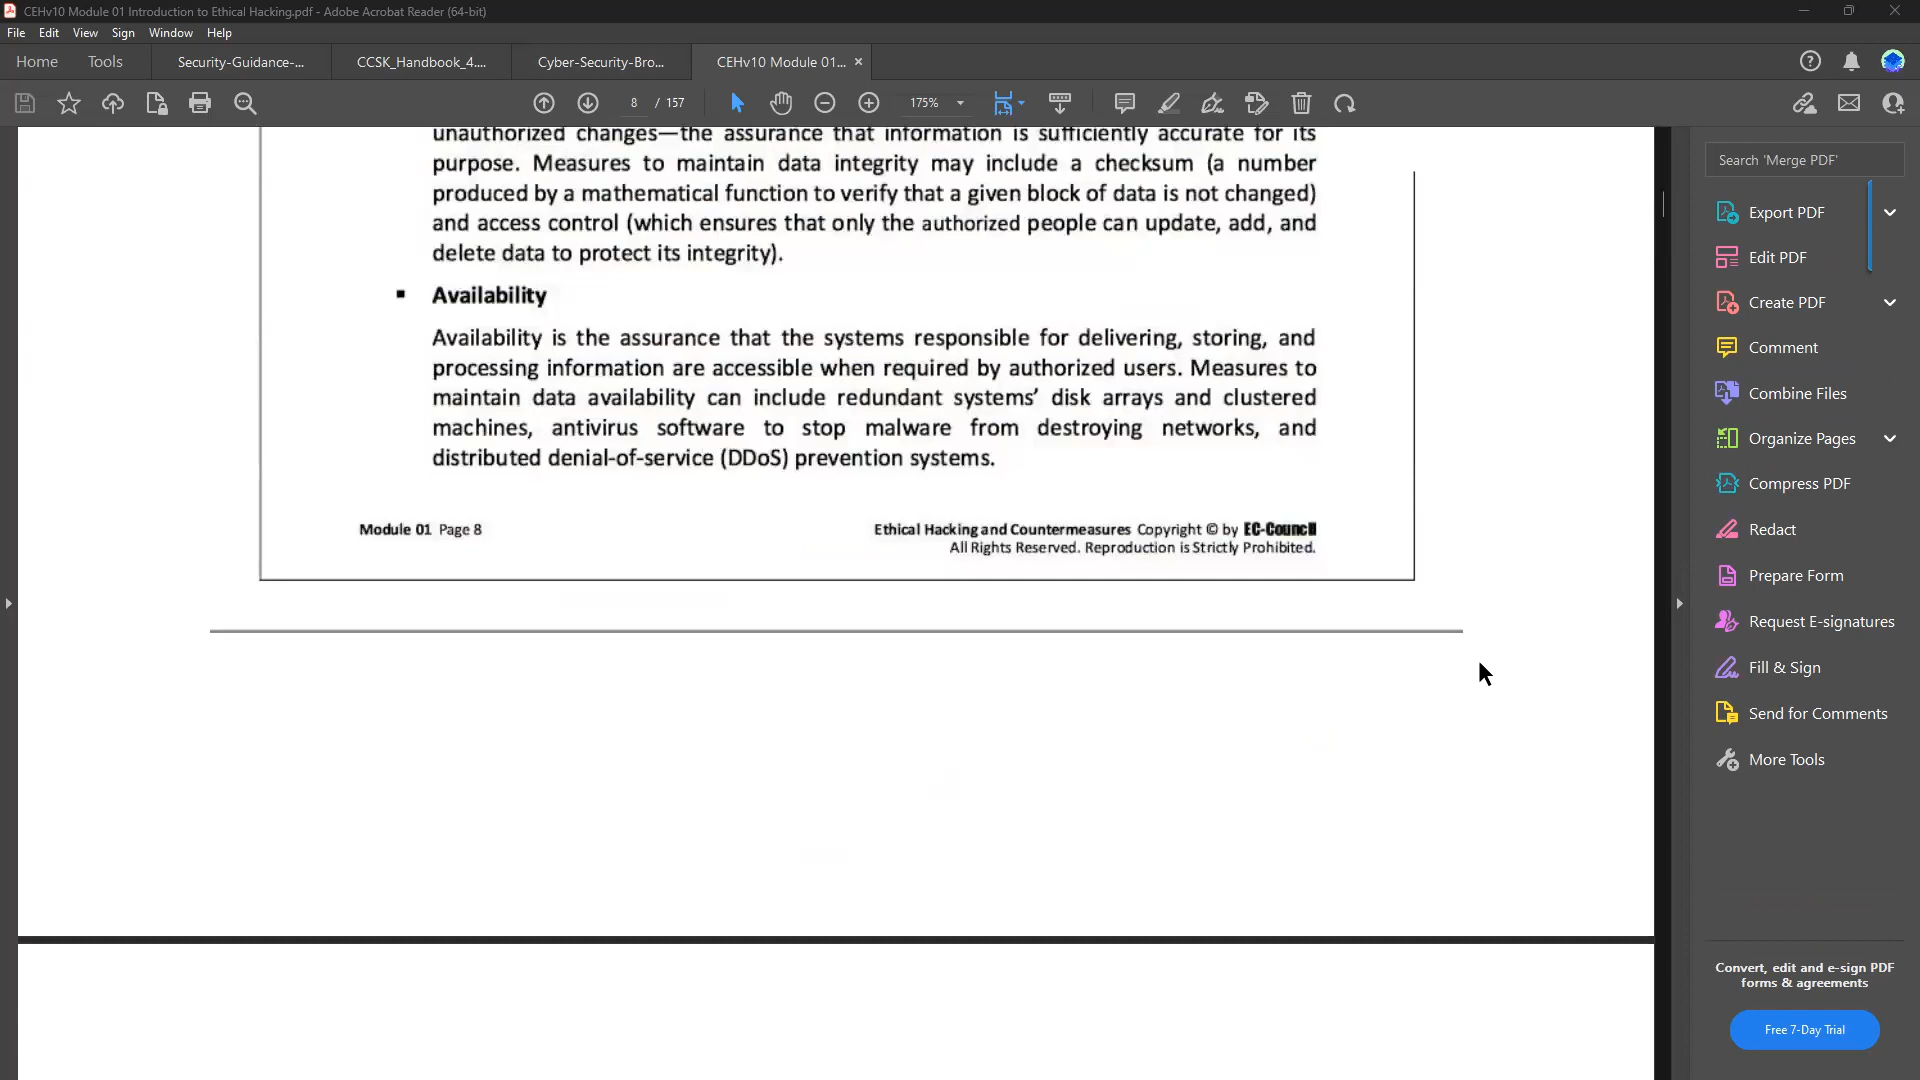 CEHv10 Module 01 Introduction to Ethical Hacking.pdf - Adobe Acrobat Reader (64-bit)
File Edit View Sign Window Help
Home Tools Security-Guidance-... CCSK_Handbook_4.... Cyber-Security-Bro... CEHv10 Module 01... ×
8 / 157 175%
unauthorized changes—the assurance that information is sufficiently accurate for its
purpose. Measures to maintain data integrity may include a checksum (a number
produced by a mathematical function to verify that a given block of data is not changed)
and access control (which ensures that only the authorized people can update, add, and
delete data to protect its integrity).
▪ Availability
Availability is the assurance that the systems responsible for delivering, storing, and
processing information are accessible when required by authorized users. Measures to
maintain data availability can include redundant systems’ disk arrays and clustered
machines, antivirus software to stop malware from destroying networks, and
distributed denial-of-service (DDoS) prevention systems.
Module 01 Page 8
Ethical Hacking and Countermeasures Copyright © by EC-Council
All Rights Reserved. Reproduction is Strictly Prohibited.
Search 'Merge PDF'
Export PDF
Edit PDF
Create PDF
Comment
Combine Files
Organize Pages
Compress PDF
Redact
Prepare Form
Request E-signatures
Fill & Sign
Send for Comments
More Tools
Convert, edit and e-sign PDF
forms & agreements
Free 7-Day Trial